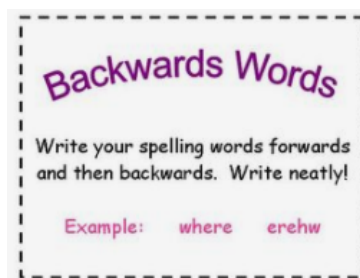 Backwards Words
Write your spelling words forwards
and then backwards. Write neatly!
Example: where erehw